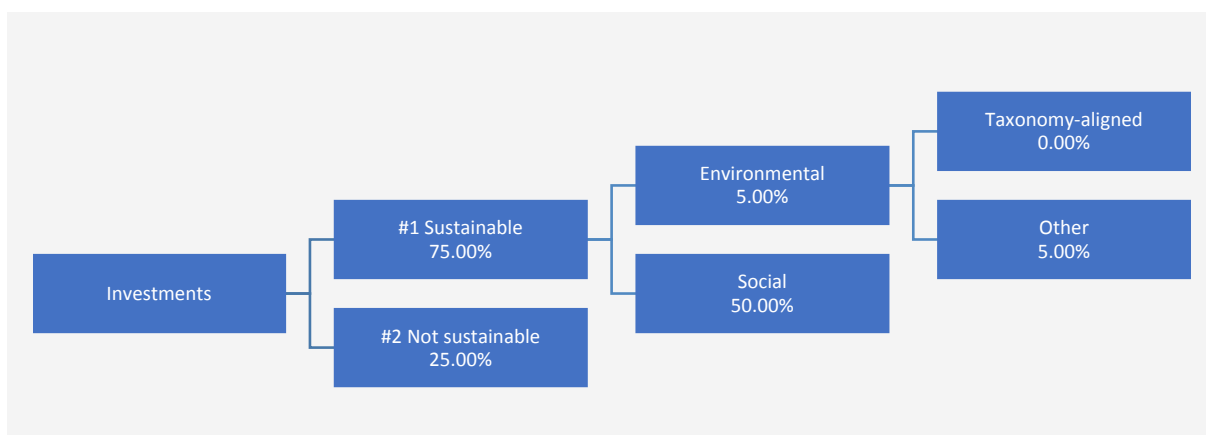 Investments
#1 Sustainable
75.00%
#2 Not sustainable
25.00%
Environmental
5.00%
Social
50.00%
Taxonomy-aligned
0.00%
Other
5.00%